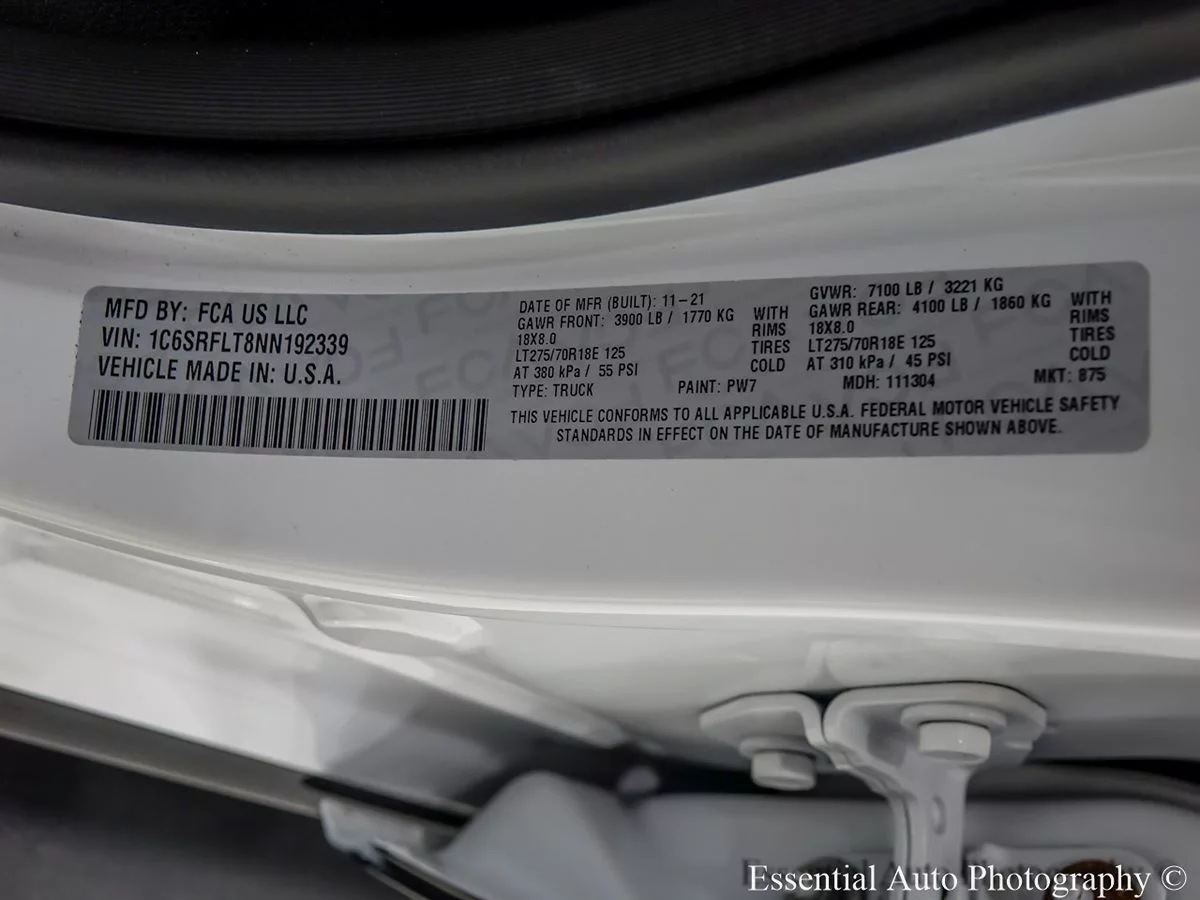 MFD BY: FCA US LLC
VIN: 1C6SRFLT8NN192339
VEHICLE MADE IN: U.S.A.
DATE OF MFR (BUILT): 11-21
GAWR FRONT: 3900 LB / 1770 KG WITH
18X8.0 RIMS
LT275/70R18E 125 TIRES
AT 380 kPa / 55 PSI COLD
TYPE: TRUCK PAINT: PW7
GVWR: 7100 LB / 3221 KG
GAWR REAR: 4100 LB / 1860 KG WITH
18X8.0 RIMS
LT275/70R18E 125 TIRES
AT 310 kPa / 45 PSI COLD
MDH: 111304 MKT: 875
THIS VEHICLE CONFORMS TO ALL APPLICABLE U.S.A. FEDERAL MOTOR VEHICLE SAFETY
STANDARDS IN EFFECT ON THE DATE OF MANUFACTURE SHOWN ABOVE.
Essential Auto Photography ©